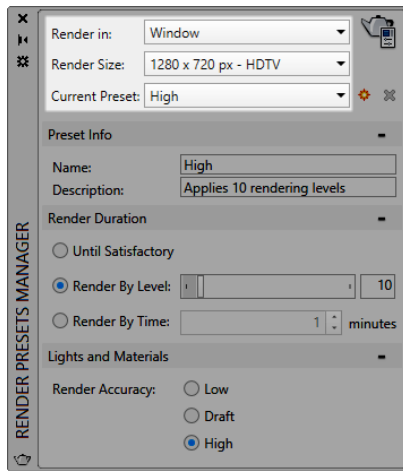 Render in: Window
Render Size: 1280 x 720 px - HDTV
Current Preset: High
Preset Info
Name: High
Description: Applies 10 rendering levels
Render Duration
Until Satisfactory
Render By Level: 10
Render By Time: 1 minutes
Lights and Materials
Render Accuracy: Low
Draft
High
RENDER PRESETS MANAGER